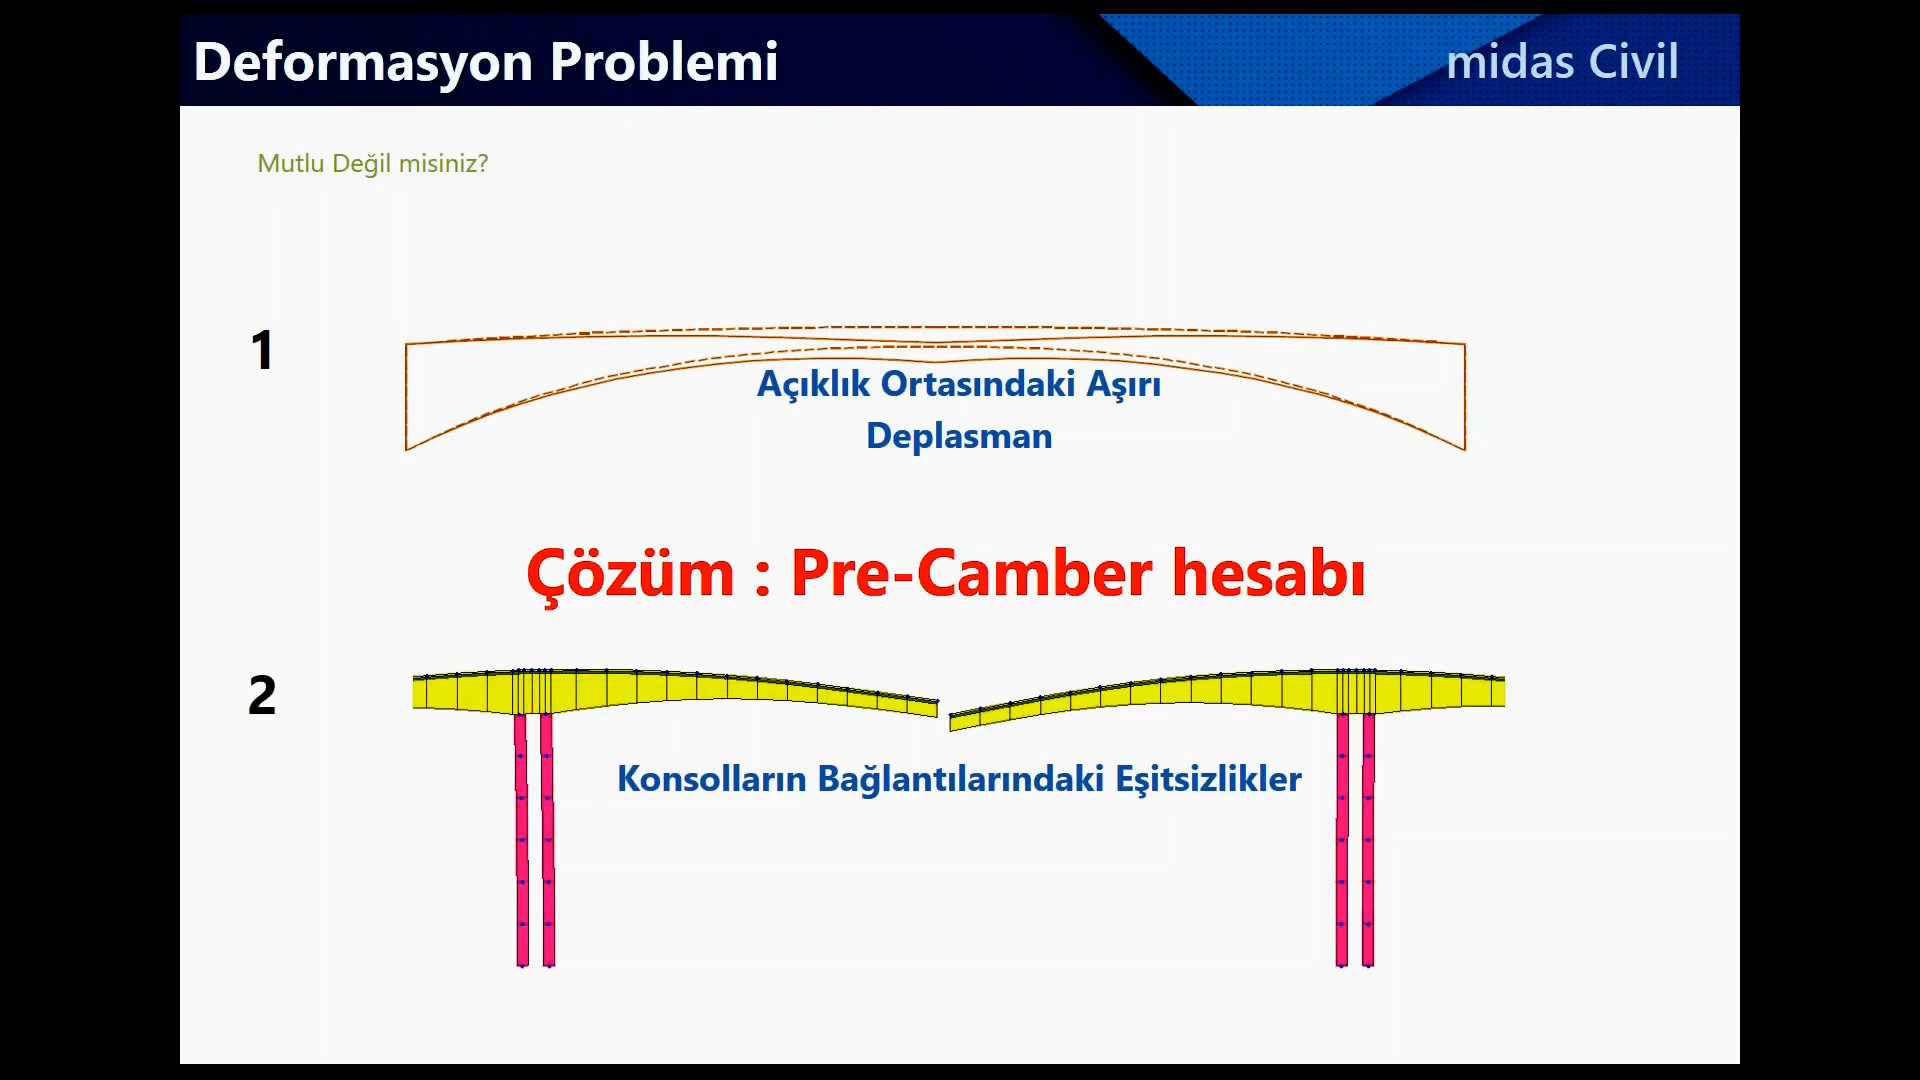 Deformasyon Problemi
midas Civil
Mutlu Değil misiniz?
1
Açıklık Ortasındaki Aşırı
Deplasman
Çözüm : Pre-Camber hesabı
2
Konsolların Bağlantılarındaki Eşitsizlikler